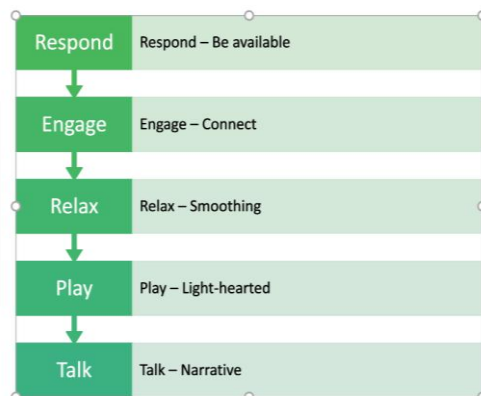 Respond
Respond – Be available
Engage
Engage – Connect
Relax
Relax – Smoothing
Play
Play – Light-hearted
Talk
Talk – Narrative